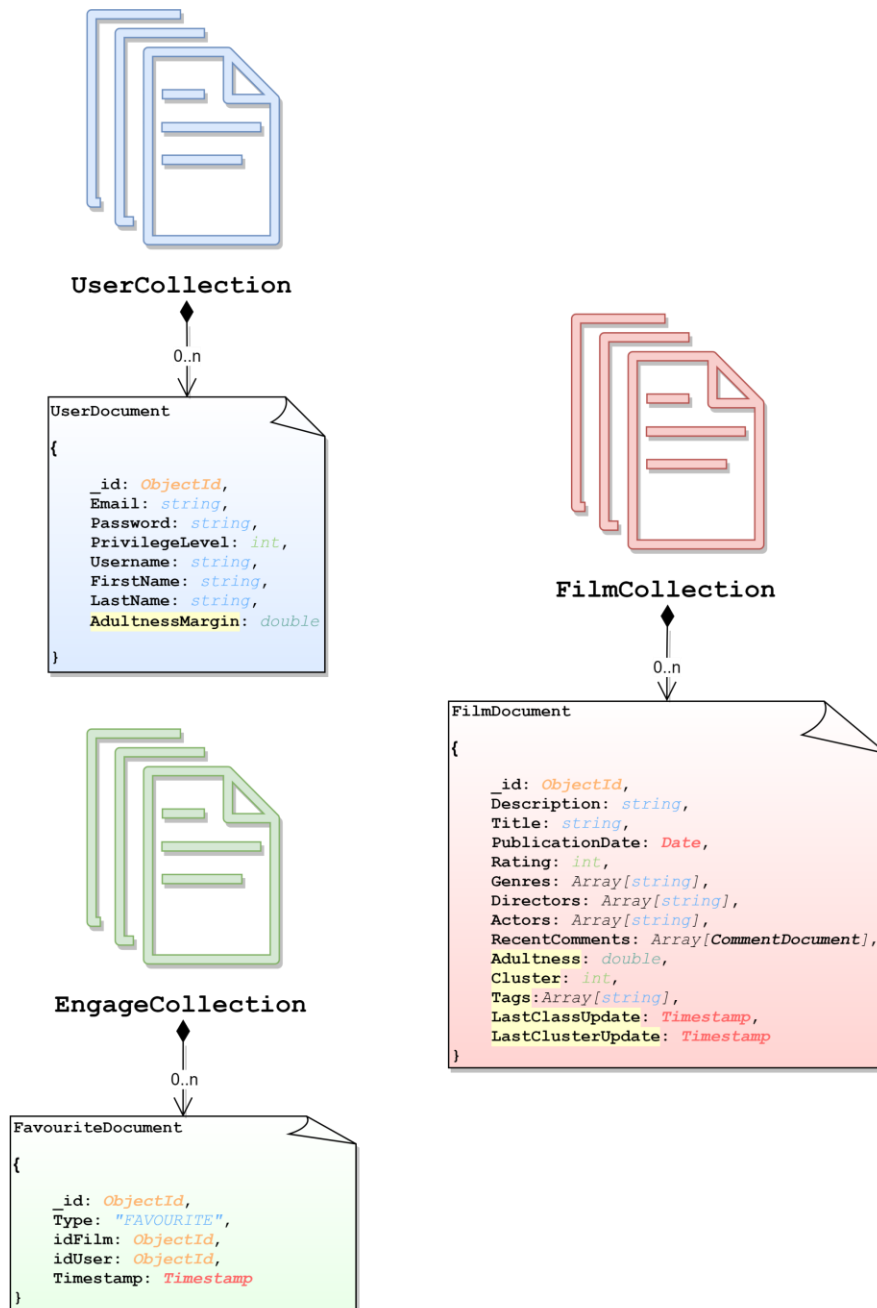 UserCollection
0..n
UserDocument
{
_id: ObjectId,
Email: string,
Password: string,
PrivilegeLevel: int,
Username: string,
FirstName: string,
LastName: string,
AdultnessMargin: double
}
FilmCollection
0..n
FilmDocument
{
_id: ObjectId,
Description: string,
Title: string,
PublicationDate: Date,
Rating: int,
Genres: Array[string],
Directors: Array[string],
Actors: Array[string],
RecentComments: Array[CommentDocument],
Adultness: double,
Cluster: int,
Tags:Array[string],
LastClassUpdate: Timestamp,
LastClusterUpdate: Timestamp
}
EngageCollection
0..n
FavouriteDocument
{
_id: ObjectId,
Type: "FAVOURITE",
idFilm: ObjectId,
idUser: ObjectId,
Timestamp: Timestamp
}